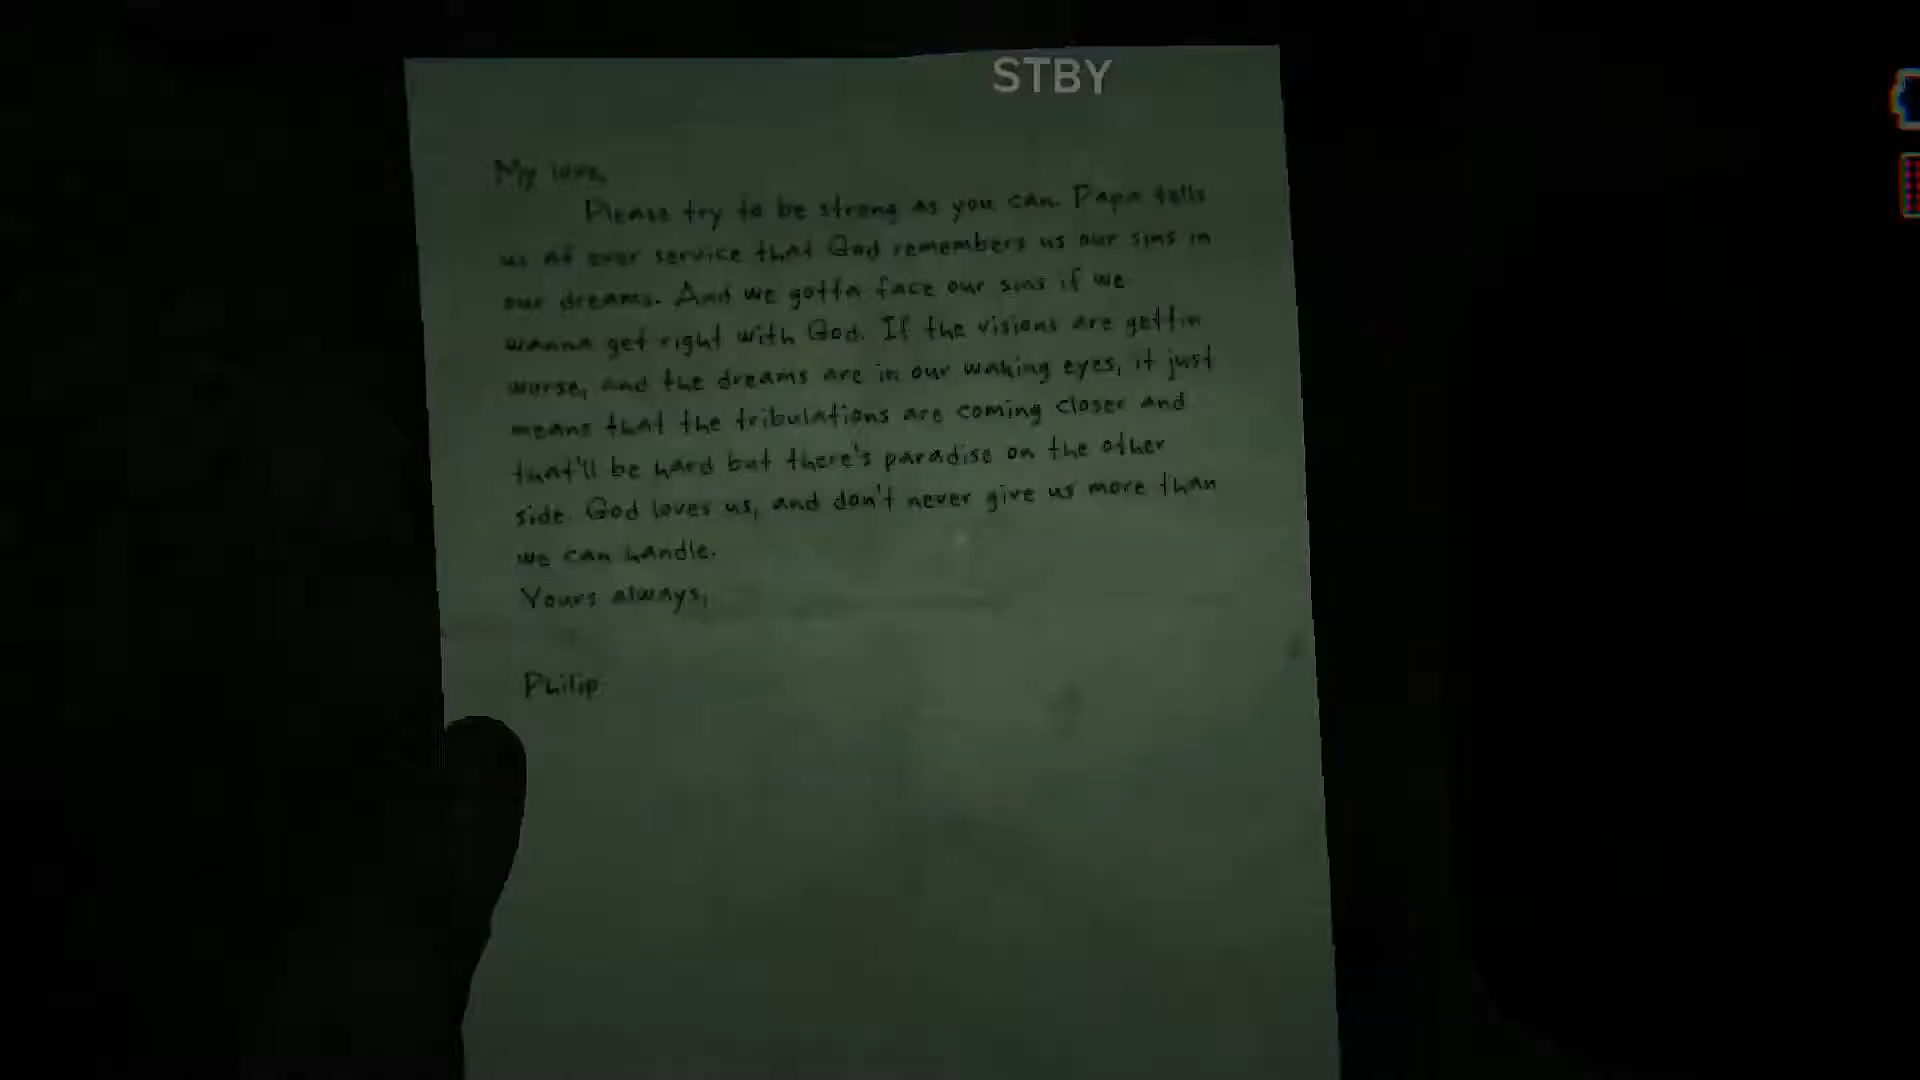 STBY
My love,
Please try to be strong as you can. Papa tells
us at ever service that God remembers us our sins in
our dreams. And we gotta face our sins if we
wanna get right with God. If the visions are gettin
worse, and the dreams are in our waking eyes, it just
means that the tribulations are coming closer and
that'll be hard but there's paradise on the other
side. God loves us, and don't never give us more than
we can handle.
Yours always,
Philip